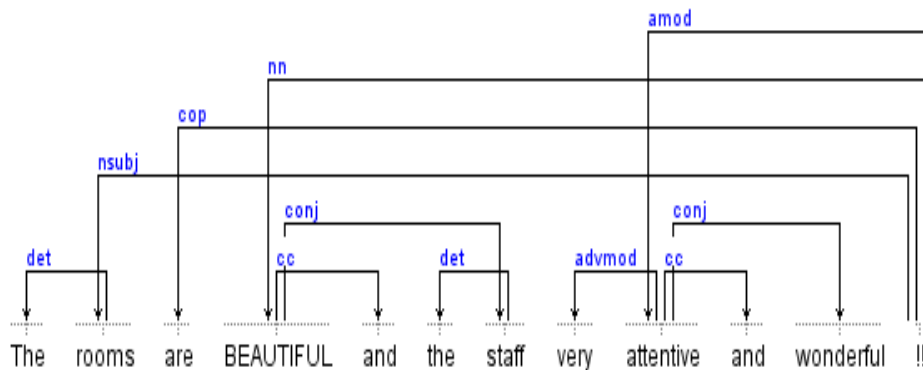 amod
nn
cop
nsubj
conj conj
det cc det advmod cc
The rooms are BEAUTIFUL and the staff very attentive and wonderful !!